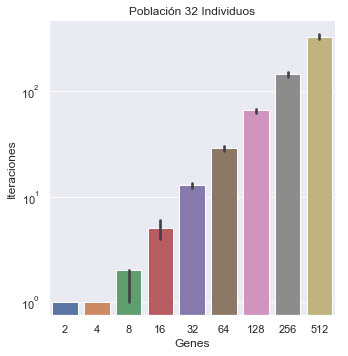 Población 32 Individuos
Iteraciones
10²
10¹
10⁰
2 4 8 16 32 64 128 256 512
Genes